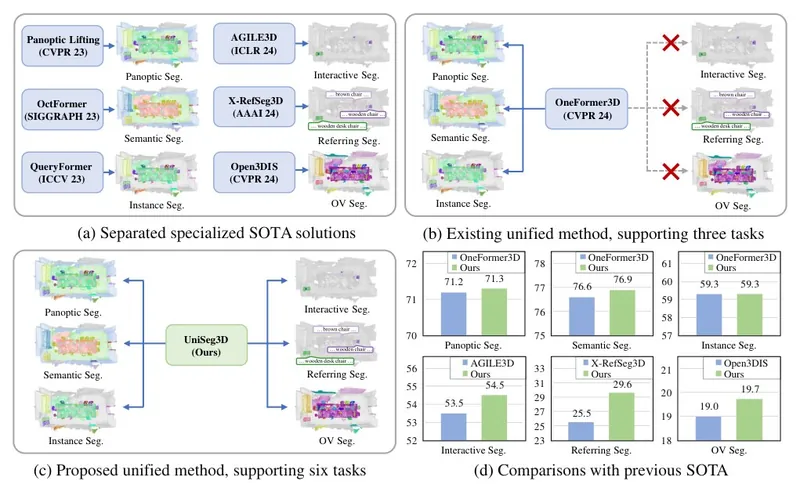 Panoptic Lifting
(CVPR 23)
Panoptic Seg.
AGILE3D
(ICLR 24)
Interactive Seg.
OctFormer
(SIGGRAPH 23)
Semantic Seg.
X-RefSeg3D
(AAAI 24)
... brown chair ...
... wooden chair ...
... wooden desk chair ...
Referring Seg.
QueryFormer
(ICCV 23)
Instance Seg.
Open3DIS
(CVPR 24)
OV Seg.
(a) Separated specialized SOTA solutions
Panoptic Seg.
Semantic Seg.
Instance Seg.
OneFormer3D
(CVPR 24)
Interactive Seg.
... brown chair ...
... wooden chair ...
... wooden desk chair ...
Referring Seg.
OV Seg.
(b) Existing unified method, supporting three tasks
Panoptic Seg.
Semantic Seg.
Instance Seg.
UniSeg3D
(Ours)
Interactive Seg.
... brown chair ...
... wooden chair ...
... wooden desk chair ...
Referring Seg.
OV Seg.
(c) Proposed unified method, supporting six tasks
72
71
70
OneFormer3D
Ours
71.2
71.3
Panoptic Seg.
78
77
76
75
OneFormer3D
Ours
76.6
76.9
Semantic Seg.
61
60
59
58
57
OneFormer3D
Ours
59.3
59.3
Instance Seg.
56
55
54
53
52
AGILE3D
Ours
53.5
54.5
Interactive Seg.
33
31
29
27
25
23
X-RefSeg3D
Ours
25.5
29.6
Referring Seg.
21
20
19
18
Open3DIS
Ours
19.0
19.7
OV Seg.
(d) Comparisons with previous SOTA